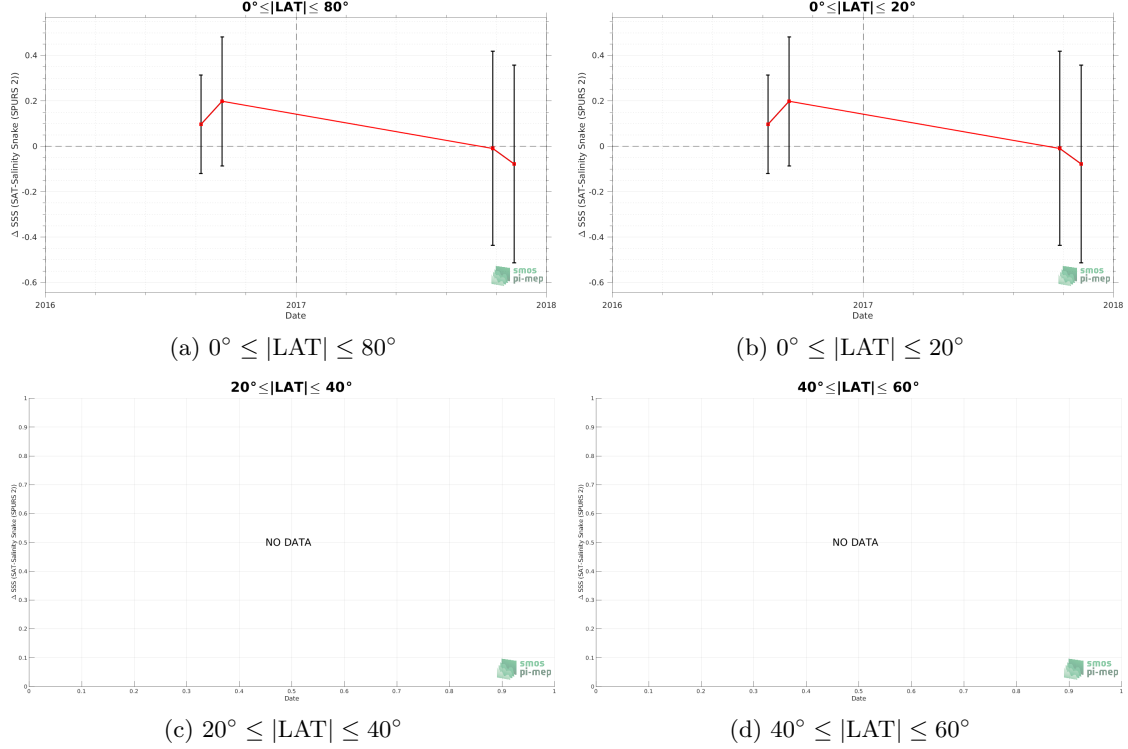 0°≤|LAT|≤ 80°
Δ SSS (SAT-Salinity Snake (SPURS 2))
0.4
0.2
0
-0.2
-0.4
-0.6
2016
2017
2018
Date
smos
pi-mep
(a) 0° ≤ |LAT| ≤ 80°
0°≤|LAT|≤ 20°
Δ SSS (SAT-Salinity Snake (SPURS 2))
0.4
0.2
0
-0.2
-0.4
-0.6
2016
2017
2018
Date
smos
pi-mep
(b) 0° ≤ |LAT| ≤ 20°
20°≤|LAT|≤ 40°
Δ SSS (SAT-Salinity Snake (SPURS 2))
1
0.9
0.8
0.7
0.6
0.5
0.4
0.3
0.2
0.1
0
NO DATA
0 0.1 0.2 0.3 0.4 0.5 0.6 0.7 0.8 0.9 1
Date
smos
pi-mep
(c) 20° ≤ |LAT| ≤ 40°
40°≤|LAT|≤ 60°
Δ SSS (SAT-Salinity Snake (SPURS 2))
1
0.9
0.8
0.7
0.6
0.5
0.4
0.3
0.2
0.1
0
NO DATA
0 0.1 0.2 0.3 0.4 0.5 0.6 0.7 0.8 0.9 1
Date
smos
pi-mep
(d) 40° ≤ |LAT| ≤ 60°